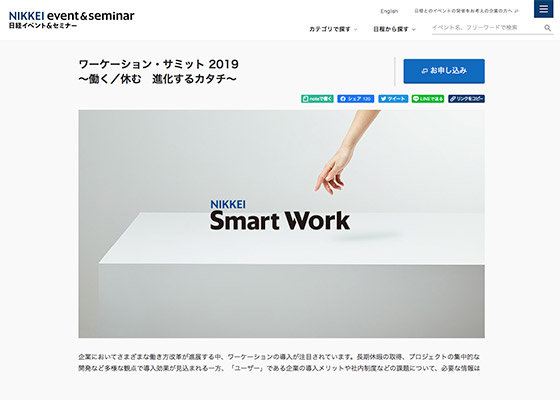 NIKKEI event&seminar
日経イベント&セミナー
English
日経とのイベントの開催をお考えの企業の方へ
カテゴリで探す
日程から探す
イベント名、フリーワードで検索
ワーケーション・サミット 2019
〜働く／休む　進化するカタチ〜
お申し込み
noteで書く
シェア 130
ツイート
LINEで送る
リンクをコピー
NIKKEI
Smart Work
企業においてさまざまな働き方改革が進展する中、ワーケーションの導入が注目されています。長期休暇の取得、プロジェクトの集中的な
開発など多様な観点で導入効果が見込まれる一方、「ユーザー」である企業の導入メリットや社内制度などの課題について、必要な情報は